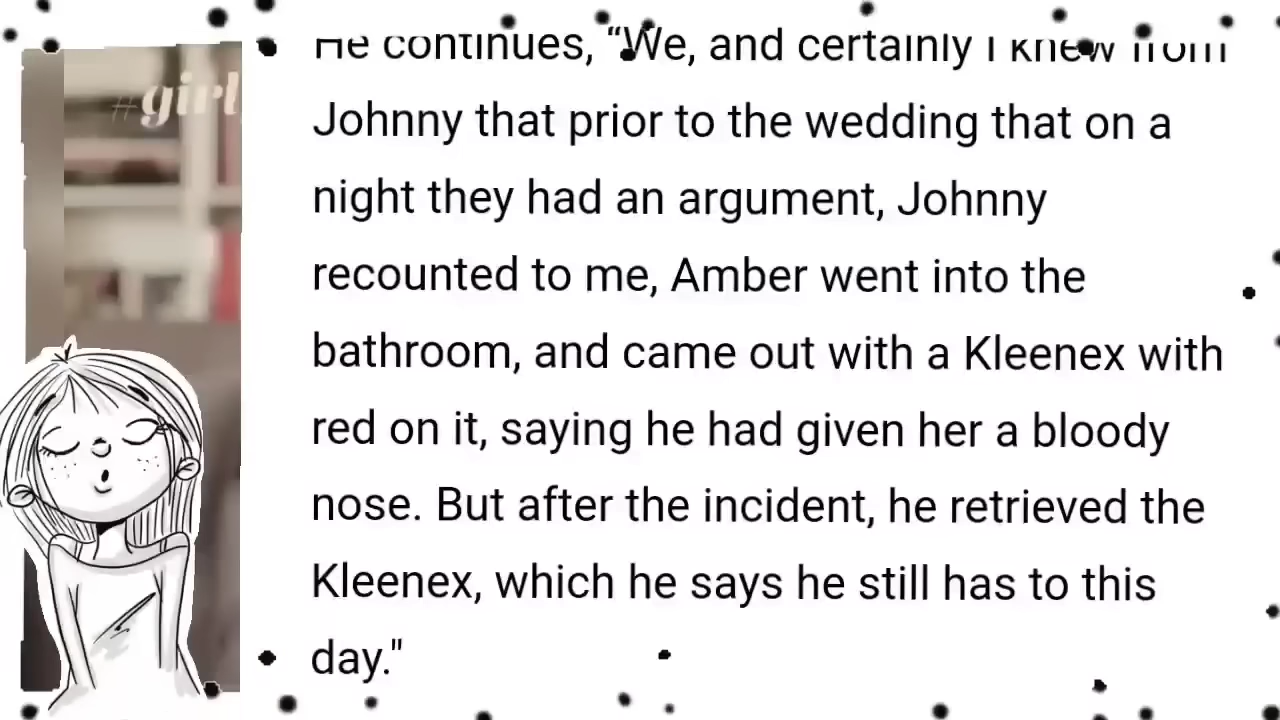 #girl
He continues, “We, and certainly I knew from
Johnny that prior to the wedding that on a
night they had an argument, Johnny
recounted to me, Amber went into the
bathroom, and came out with a Kleenex with
red on it, saying he had given her a bloody
nose. But after the incident, he retrieved the
Kleenex, which he says he still has to this
day."